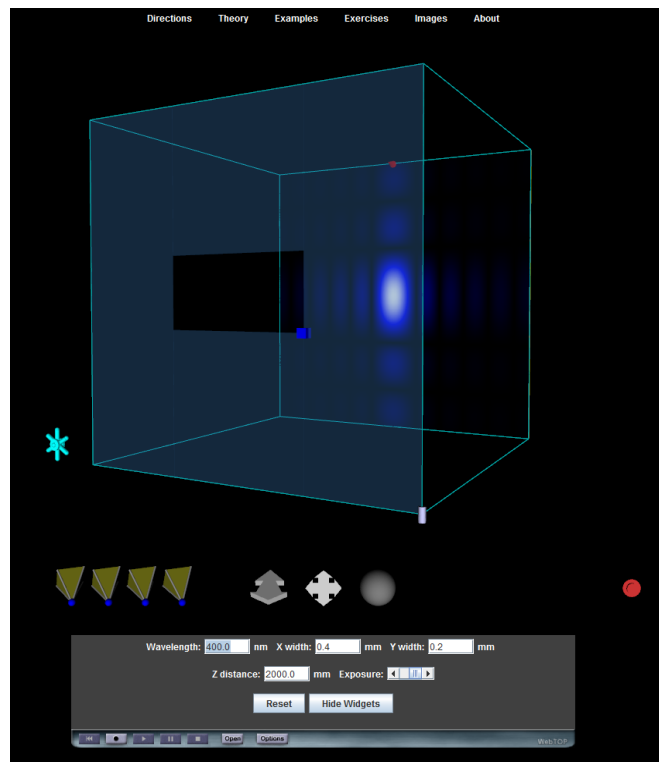 Directions Theory Examples Exercises Images About
Wavelength: 400.0 nm X width: 0.4 mm Y width: 0.2 mm
Z distance: 2000.0 mm Exposure:
Reset Hide Widgets
Open Options WebTOP